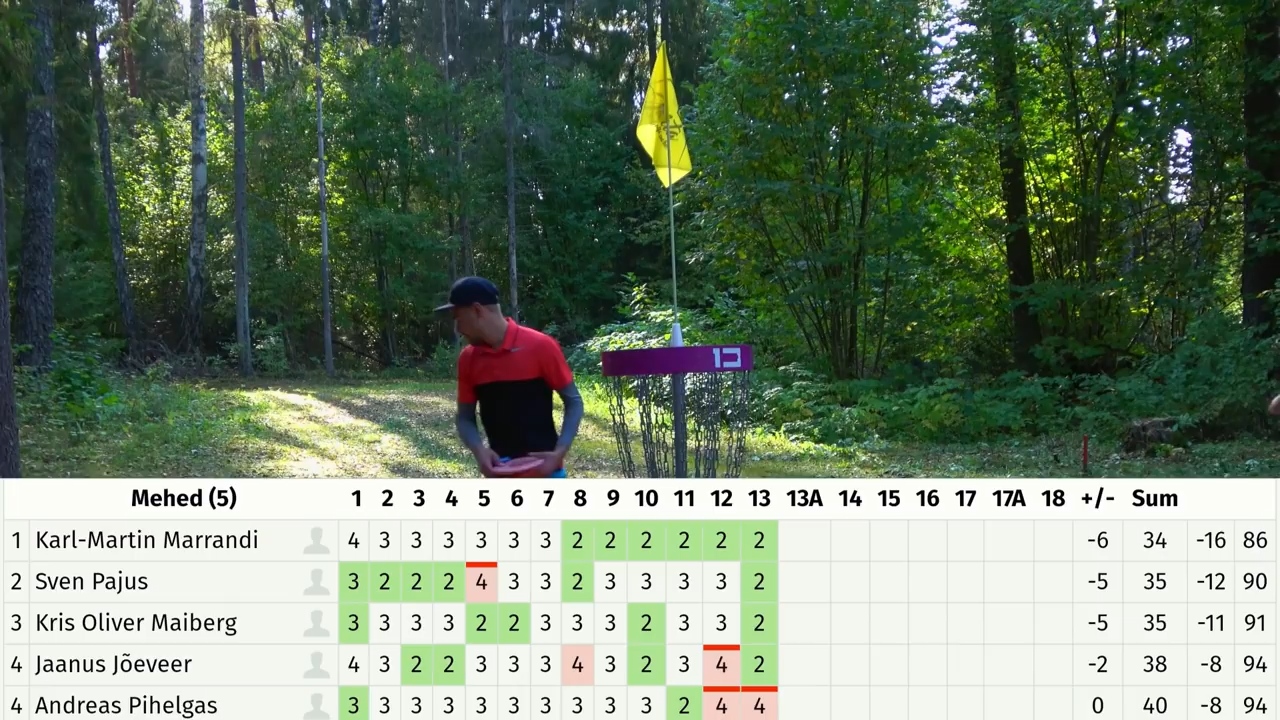 13
Mehed (5) 1 2 3 4 5 6 7 8 9 10 11 12 13 13A 14 15 16 17 17A 18 +/- Sum
1 Karl-Martin Marrandi 4 3 3 3 3 3 3 2 2 2 2 2 2 -6 34 -16 86
2 Sven Pajus 3 2 2 2 4 3 3 2 3 3 3 3 2 -5 35 -12 90
3 Kris Oliver Maiberg 3 3 3 3 2 2 3 3 3 2 3 3 2 -5 35 -11 91
4 Jaanus Jõeveer 4 3 2 2 3 3 3 4 3 2 3 4 2 -2 38 -8 94
4 Andreas Pihelgas 3 3 3 3 3 3 3 3 3 3 2 4 4 0 40 -8 94